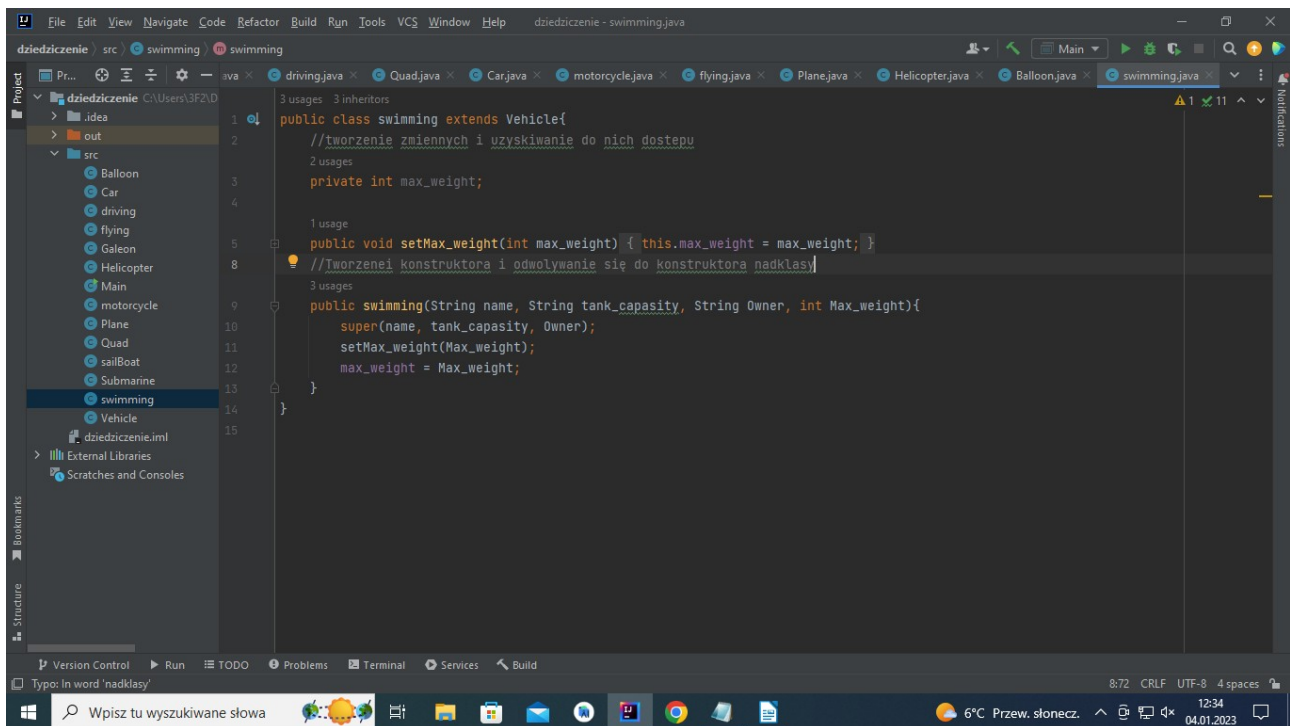 File Edit View Navigate Code Refactor Build Run Tools VCS Window Help dziedziczenie - swimming.java
dziedziczenie src swimming swimming Main
Project Pr... ava driving.java Quad.java Car.java motorcycle.java flying.java Plane.java Helicopter.java Balloon.java swimming.java Notifications
dziedziczenie C:\Users\3F2\D
.idea
out
src
Balloon
Car
driving
flying
Galeon
Helicopter
Main
motorcycle
Plane
Quad
sailBoat
Submarine
swimming
Vehicle
dziedziczenie.iml
External Libraries
Scratches and Consoles
Bookmarks
Structure
3 usages 3 inheritors 1 11
1 public class swimming extends Vehicle{
2 //tworzenie zmiennych i uzyskiwanie do nich dostepu
2 usages
3 private int max_weight;
4
1 usage
5 public void setMax_weight(int max_weight) { this.max_weight = max_weight; }
8 //Tworzenei konstruktora i odwolywanie się do konstruktora nadklasy
3 usages
9 public swimming(String name, String tank_capasity, String Owner, int Max_weight){
10 super(name, tank_capasity, Owner);
11 setMax_weight(Max_weight);
12 max_weight = Max_weight;
13 }
14 }
15
Version Control Run TODO Problems Terminal Services Build
Typo: In word 'nadklasy' 8:72 CRLF UTF-8 4 spaces
Wpisz tu wyszukiwane słowa 6°C Przew. słonecz. 12:34
04.01.2023